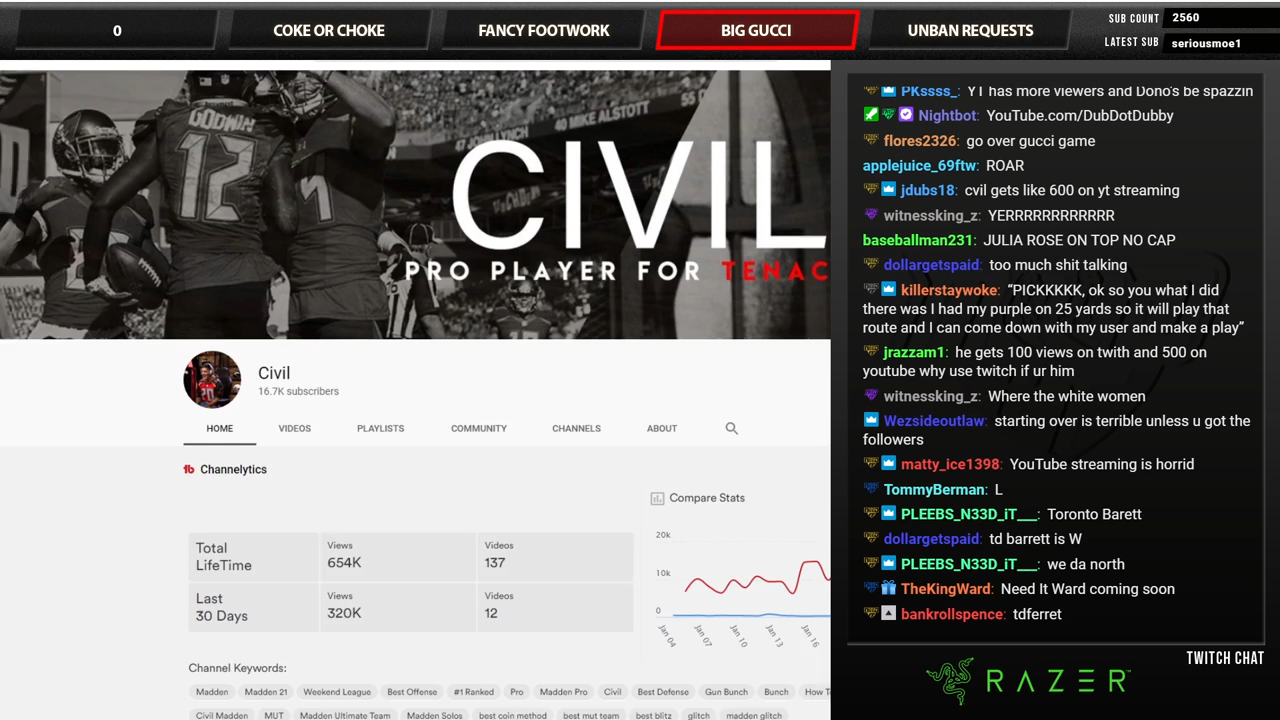 0
COKE OR CHOKE
FANCY FOOTWORK
BIG GUCCI
UNBAN REQUESTS
SUB COUNT 2560
LATEST SUB seriousmoe1
GODWIN
12
40 MIKE ALSTOTT
55
CIVIL
PRO PLAYER FOR TENAC
Civil
16.7K subscribers
HOME VIDEOS PLAYLISTS COMMUNITY CHANNELS ABOUT
tb Channelytics
Compare Stats
Total LifeTime
Views
654K
Videos
137
Last 30 Days
Views
320K
Videos
12
20k
10k
0
Jan 04 Jan 07 Jan 10 Jan 13 Jan 16
Channel Keywords:
Madden Madden 21 Weekend League Best Offense #1 Ranked Pro Madden Pro Civil Best Defense Gun Bunch Bunch How T
Civil Madden MUT Madden Ultimate Team Madden Solos best coin method best mut team best blitz glitch madden glitch
PKssss_: YT has more viewers and Dono's be spazzin
Nightbot: YouTube.com/DubDotDubby
flores2326: go over gucci game
applejuice_69ftw: ROAR
jdubs18: cvil gets like 600 on yt streaming
witnessking_z: YERRRRRRRRRRRR
baseballman231: JULIA ROSE ON TOP NO CAP
dollargetspaid: too much shit talking
killerstaywoke: “PICKKKKK, ok so you what I did
there was I had my purple on 25 yards so it will play that
route and I can come down with my user and make a play”
jrazzam1: he gets 100 views on twith and 500 on
youtube why use twitch if ur him
witnessking_z: Where the white women
Wezsideoutlaw: starting over is terrible unless u got the
followers
matty_ice1398: YouTube streaming is horrid
TommyBerman: L
PLEEBS_N33D_iT___: Toronto Barett
dollargetspaid: td barrett is W
PLEEBS_N33D_iT___: we da north
TheKingWard: Need It Ward coming soon
bankrollspence: tdferret
TWITCH CHAT
RAZER